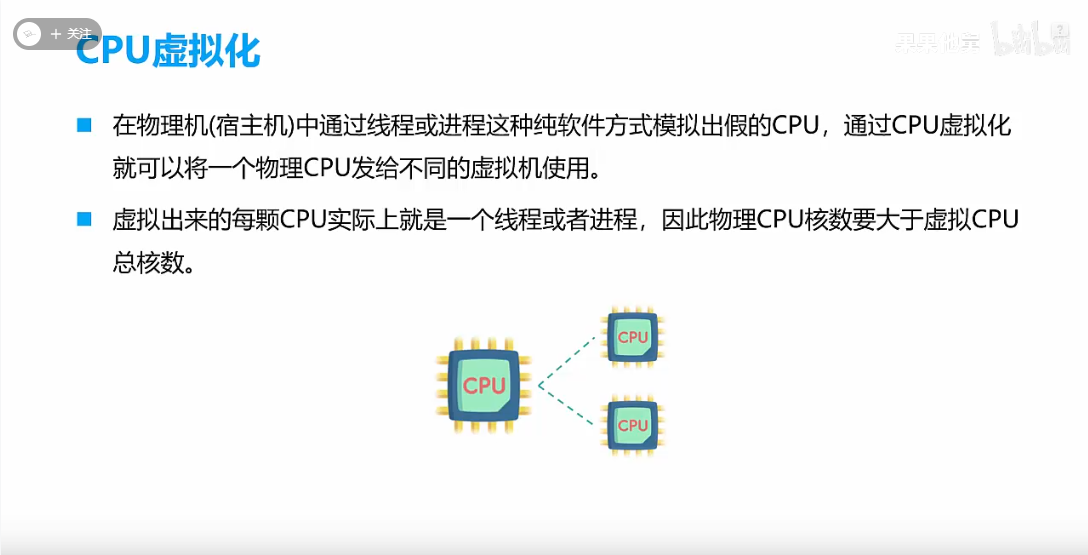 + 关注
CPU虚拟化
在物理机(宿主机)中通过线程或进程这种纯软件方式模拟出假的CPU，通过CPU虚拟化
就可以将一个物理CPU发给不同的虚拟机使用。
虚拟出来的每颗CPU实际上就是一个线程或者进程，因此物理CPU核数要大于虚拟CPU
总核数。
CPU
CPU
CPU